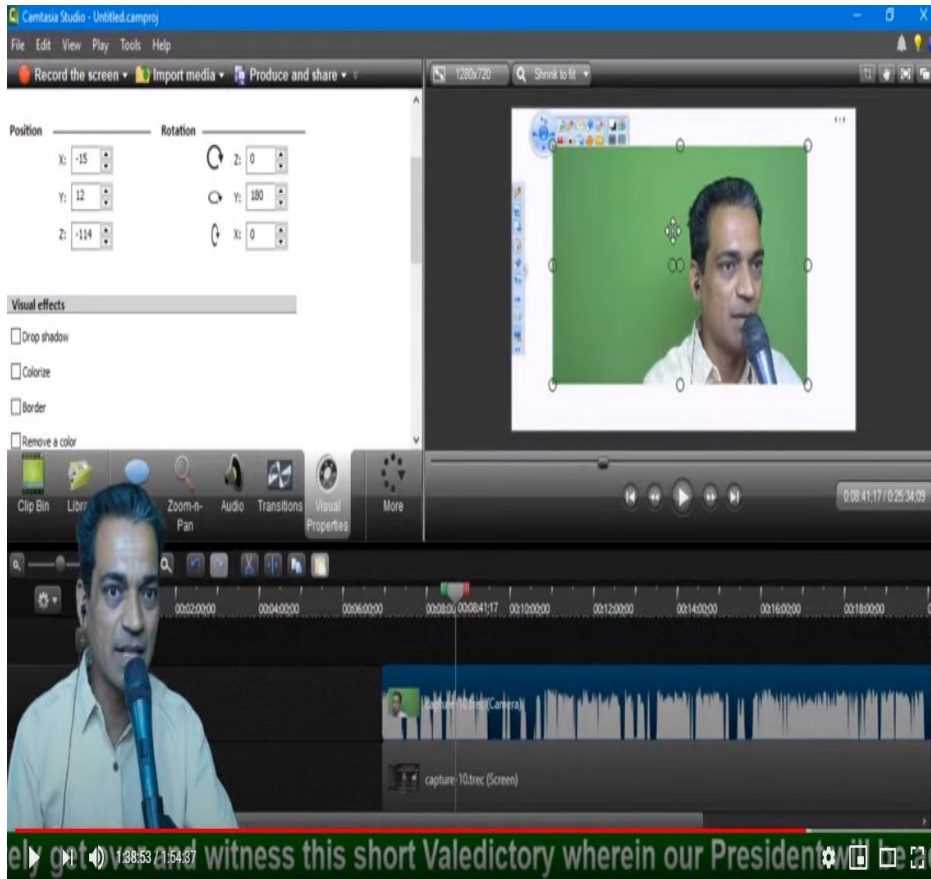 Camtasia Studio - Untitled.camproj
File Edit View Play Tools Help
Record the screen Import media Produce and share
1280x720 Shrink to fit
Position Rotation
X: -15 Z: 0
Y: 12 Y: 180
Z: -114 X: 0
Visual effects
Drop shadow
Colorize
Border
Remove a color
Clip Bin Zoom-n-Pan Audio Transitions Visual Properties More
0:08:41;17 / 0:25:34;09
00:02:00;00 00:04:00;00 00:06:00;00 00:08:41;17 00:10:00;00 00:12:00;00 00:14:00;00 00:16:00;00 00:18:00;00
capture-10.trec (Camera)
capture-10.trec (Screen)
1:38:53 / 1:54:37
get over and witness this short Valedictory wherein our President will be